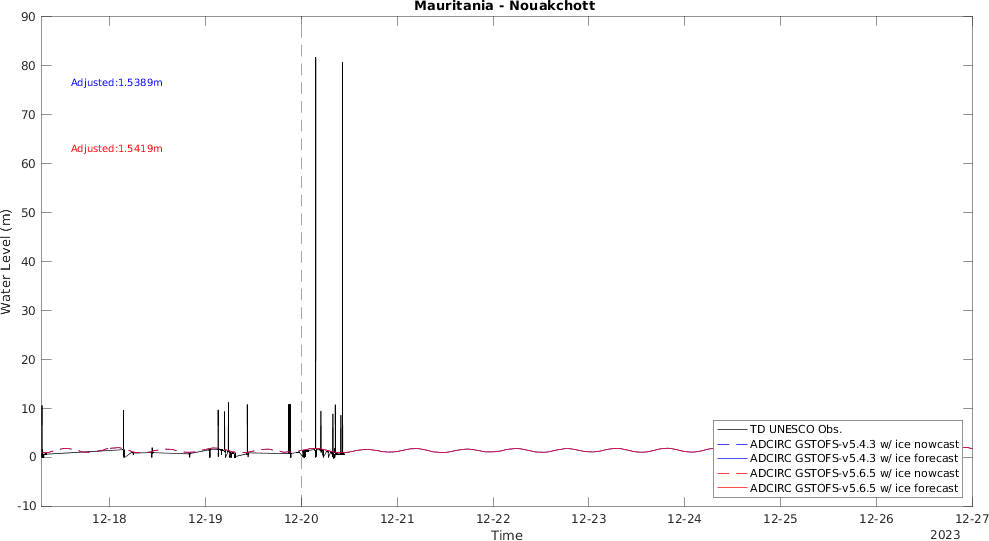 Mauritania - Nouakchott
90
80
70
60
50
40
30
20
10
0
-10
Water Level (m)
Adjusted:1.5389m
Adjusted:1.5419m
TD UNESCO Obs.
ADCIRC GSTOFS-v5.4.3 w/ ice nowcast
ADCIRC GSTOFS-v5.4.3 w/ ice forecast
ADCIRC GSTOFS-v5.6.5 w/ ice nowcast
ADCIRC GSTOFS-v5.6.5 w/ ice forecast
12-18 12-19 12-20 12-21 12-22 12-23 12-24 12-25 12-26 12-27
Time
2023